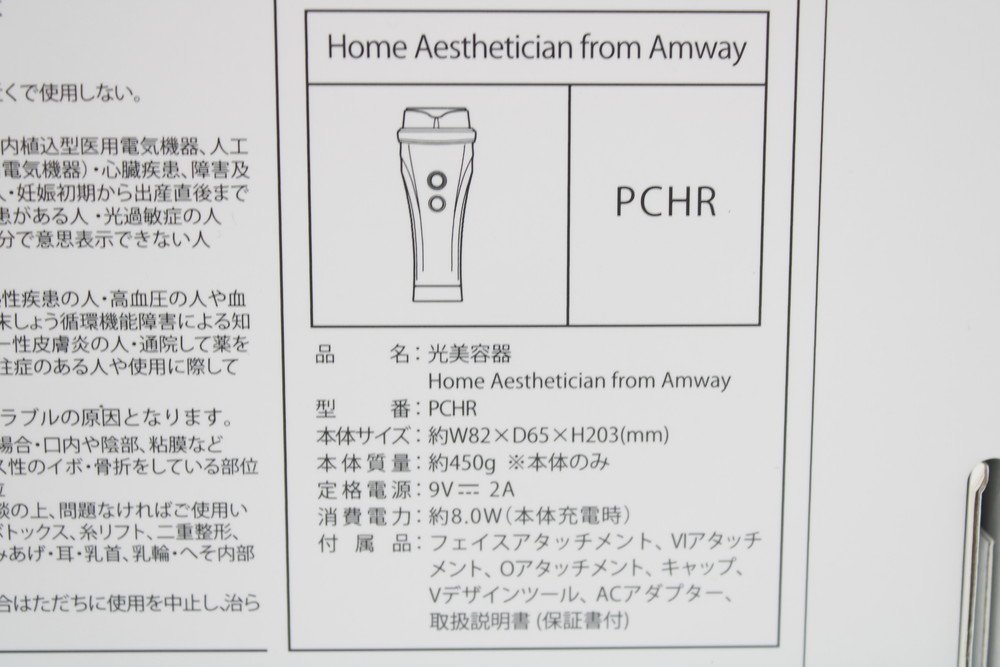 くで使用しない。
内植込型医用電気機器、人工
電気機器)・心臓疾患、障害及
人・妊娠初期から出産直後まで
患がある人・光過敏症の人
分で意思表示できない人
性疾患の人・高血圧の人や血
末しょう循環機能障害による知
ー性皮膚炎の人・通院して薬を
往症のある人や使用に際して
ラブルの原因となります。
場合・口内や陰部、粘膜など
久性のイボ・骨折をしている部位
位
談の上、問題なければご使用い
ボトックス、糸リフト、二重整形、
みあげ・耳・乳首、乳輪・へそ内部
合はただちに使用を中止し、治ら
Home Aesthetician from Amway
PCHR
品名:光美容器
Home Aesthetician from Amway
型番:PCHR
本体サイズ:約W82×D65×H203(mm)
本体質量:約450g ※本体のみ
定格電源:9V⎓ 2A
消費電力:約8.0W(本体充電時)
付属品:フェイスアタッチメント、VIアタッチ
メント、Oアタッチメント、キャップ、
Vデザインツール、ACアダプター、
取扱説明書(保証書付)